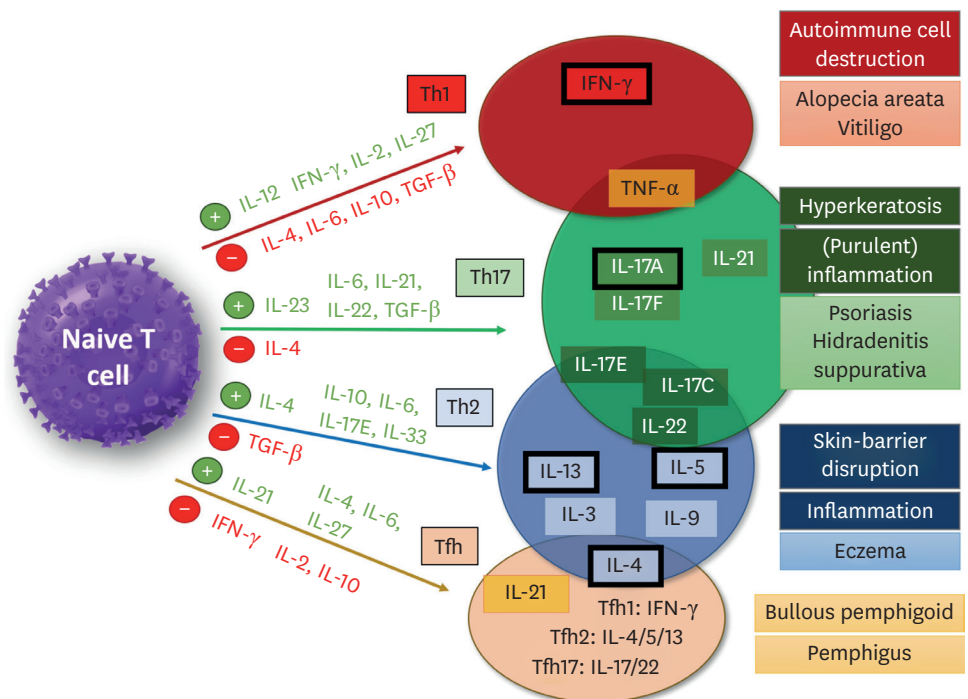 Autoimmune cell
destruction
Alopecia areata
Vitiligo
IFN-γ
Th1
IL-12 IFN-γ, IL-2, IL-27
IL-4, IL-6, IL-10, TGF-β
+
−
TNF-α
Hyperkeratosis
(Purulent)
inflammation
Psoriasis
Hidradenitis
suppurativa
IL-17A
IL-21
IL-17F
Th17
+
IL-23
IL-6, IL-21,
IL-22, TGF-β
−
IL-4
Naive T
cell
IL-17E
IL-17C
IL-22
Th2
+
IL-4
IL-10, IL-6,
IL-17E, IL-33
−
TGF-β
Skin-barrier
disruption
Inflammation
Eczema
IL-13
IL-5
IL-3
IL-9
IL-4
+
IL-21
IL-4, IL-6,
IL-27
−
IFN-γ IL-2, IL-10
Tfh
IL-21
Tfh1: IFN-γ
Tfh2: IL-4/5/13
Tfh17: IL-17/22
Bullous pemphigoid
Pemphigus